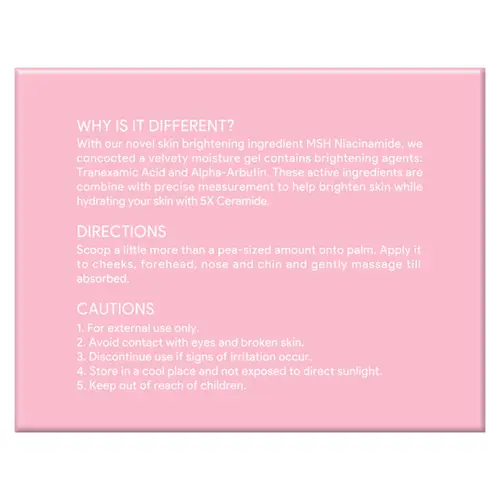 WHY IS IT DIFFERENT?
With our novel skin brightening ingredient MSH Niacinamide, we
concocted a velvety moisture gel contains brightening agents:
Tranexamic Acid and Alpha-Arbutin. These active ingredients are
combine with precise measurement to help brighten skin while
hydrating your skin with 5X Ceramide.
DIRECTIONS
Scoop a little more than a pea-sized amount onto palm. Apply it
to cheeks, forehead, nose and chin and gently massage till
absorbed.
CAUTIONS
1. For external use only.
2. Avoid contact with eyes and broken skin.
3. Discontinue use if signs of irritation occur.
4. Store in a cool place and not exposed to direct sunlight.
5. Keep out of reach of children.